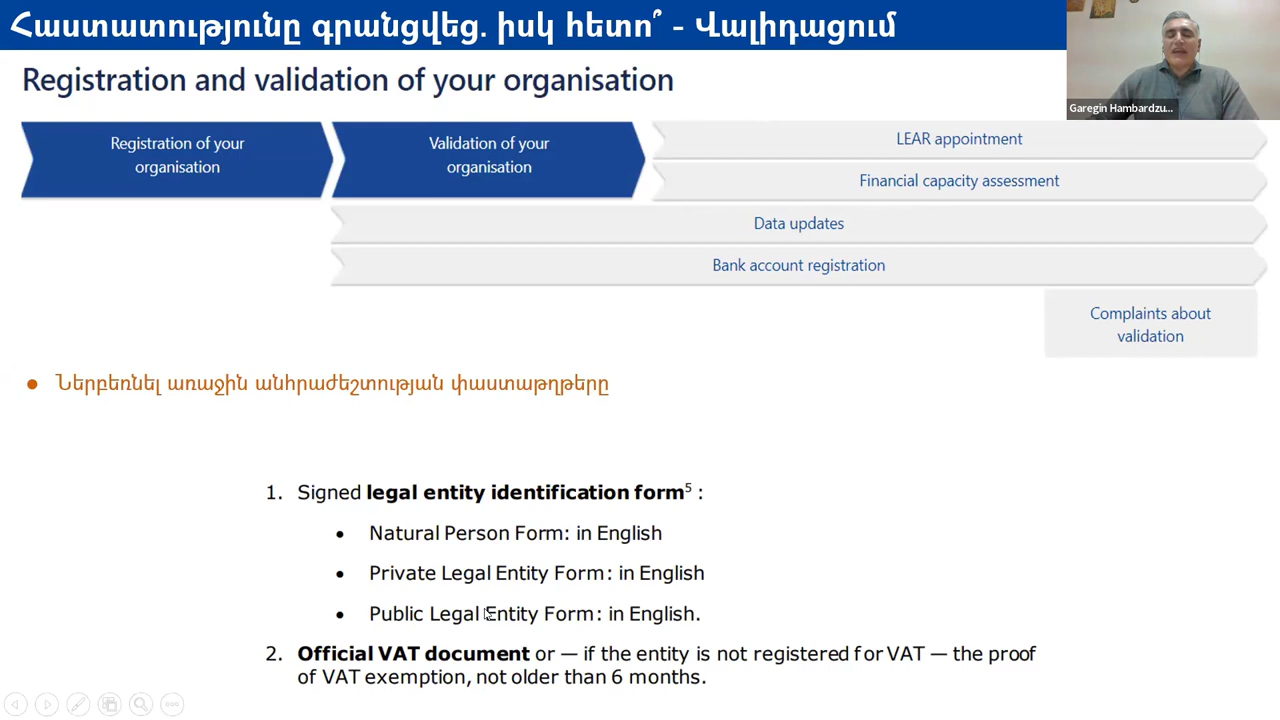 Հաստատությունը գրանցվեց. իսկ հետո՞ - Վալիդացում
Garegin Hambardzu...
Registration and validation of your organisation
Registration of your
organisation
Validation of your
organisation
LEAR appointment
Financial capacity assessment
Data updates
Bank account registration
Complaints about
validation
● Ներբեռնել առաջին անհրաժեշտության փաստաթղթերը
1. Signed legal entity identification form5 :
• Natural Person Form: in English
• Private Legal Entity Form: in English
• Public Legal Entity Form: in English.
2. Official VAT document or — if the entity is not registered for VAT — the proof
of VAT exemption, not older than 6 months.